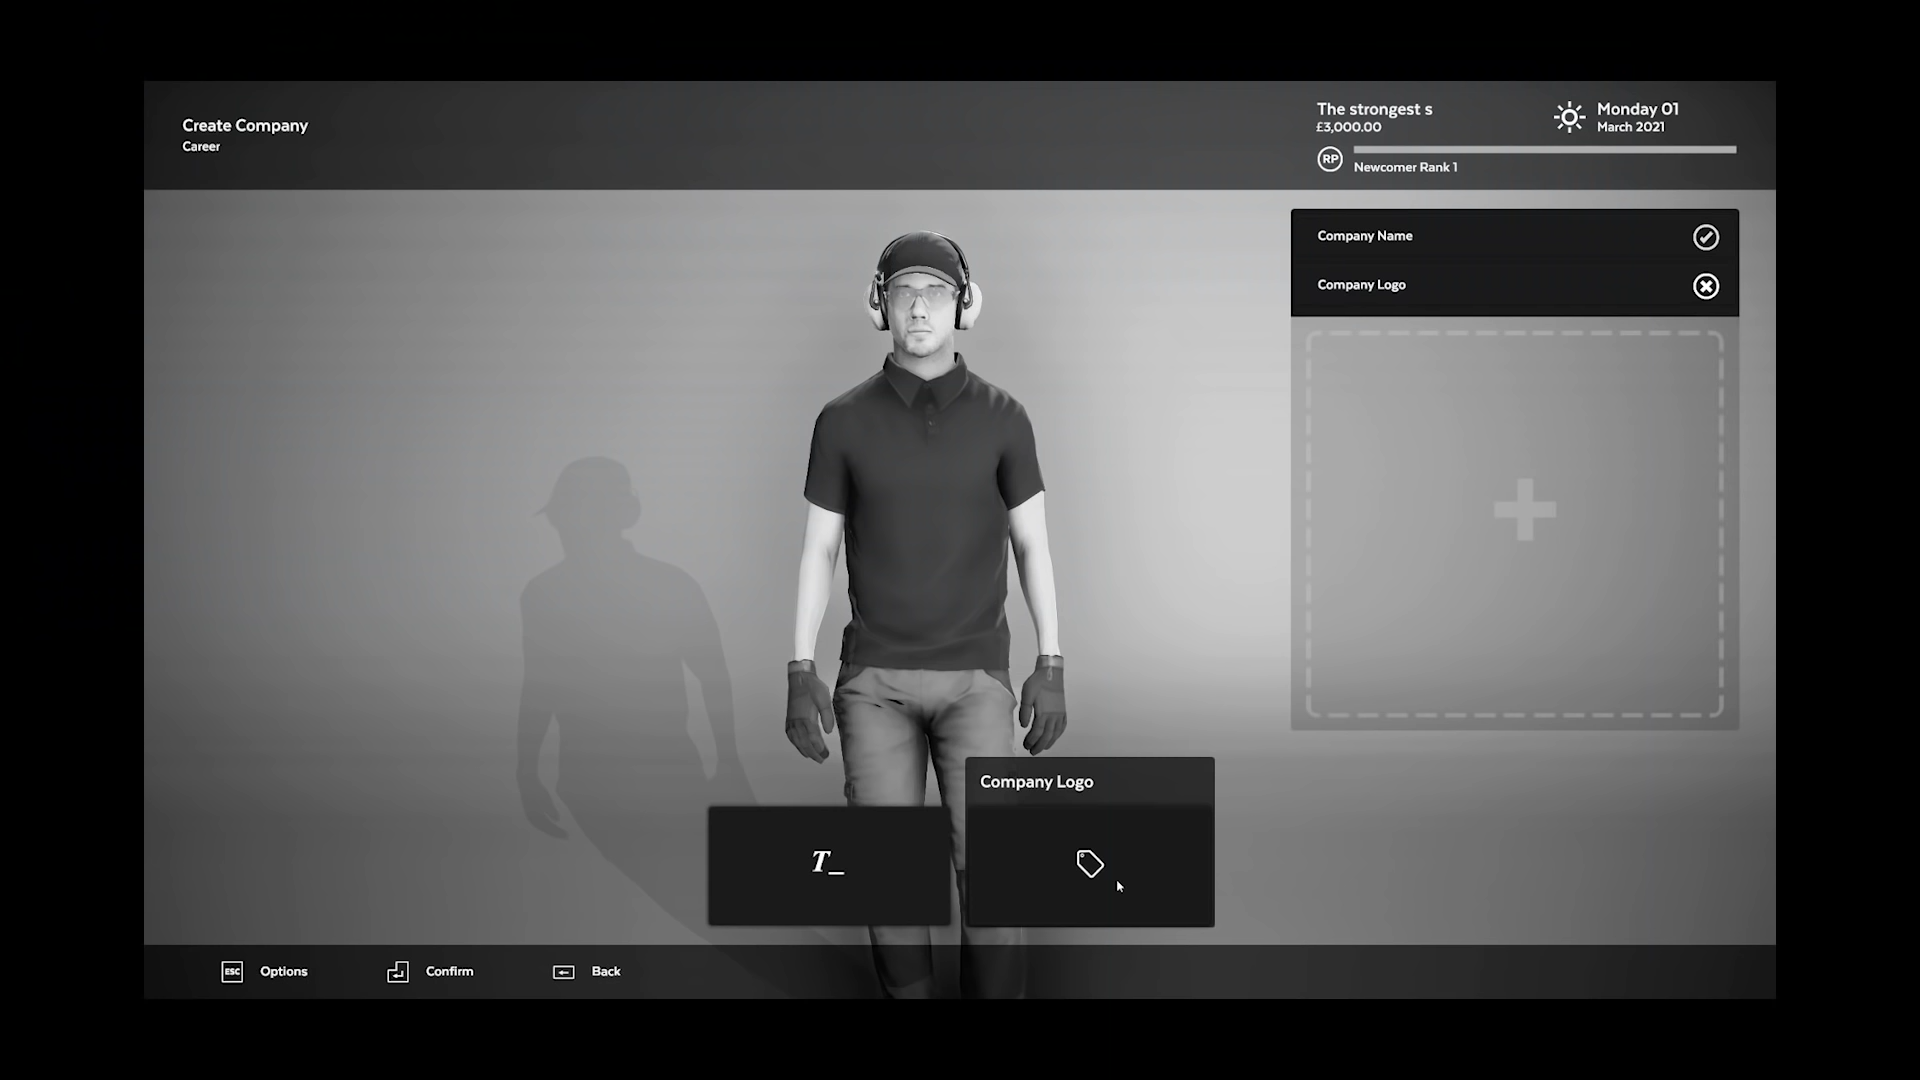 Create Company
Career
The strongest s
£3,000.00
Monday 01
March 2021
RP
Newcomer Rank 1
Company Name
Company Logo
Company Logo
T_
ESC Options
Confirm
Back